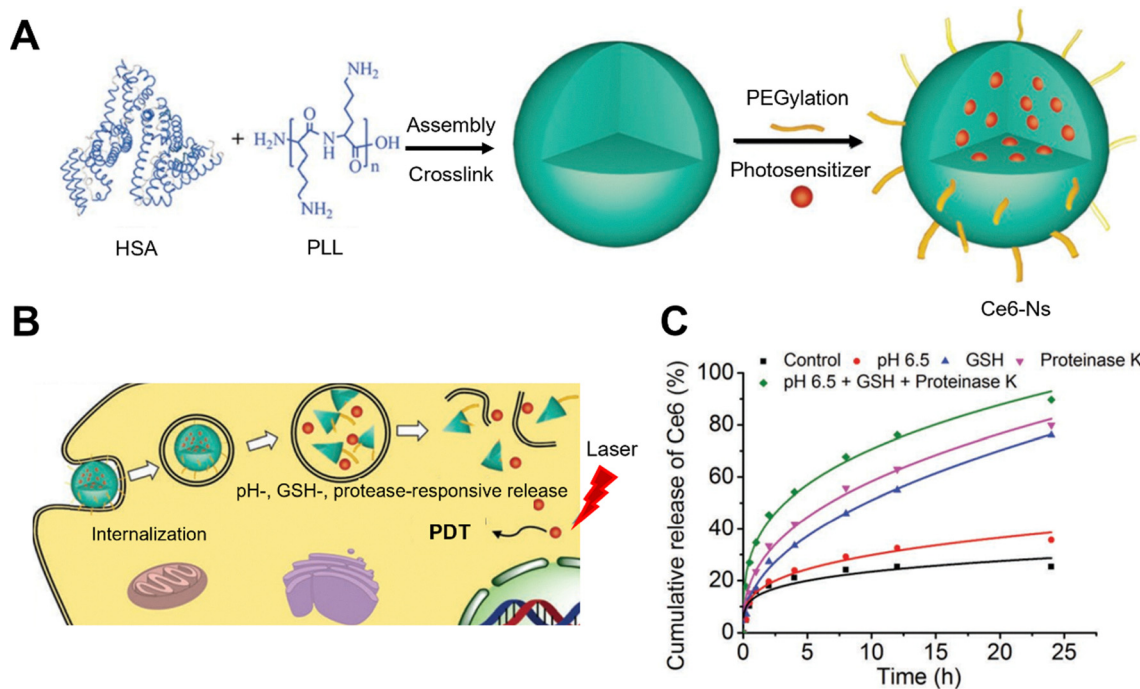 A
NH₂
H₂N
O
H
N
N
H
O
OH
n
NH₂
+
HSA
PLL
Assembly
Crosslink
PEGylation
Photosensitizer
Ce6-Ns
B
Internalization
pH-, GSH-, protease-responsive release
PDT
Laser
C
Control pH 6.5 GSH Proteinase K
pH 6.5 + GSH + Proteinase K
Cumulative release of Ce6 (%)
100
80
60
40
20
0
0 5 10 15 20 25
Time (h)